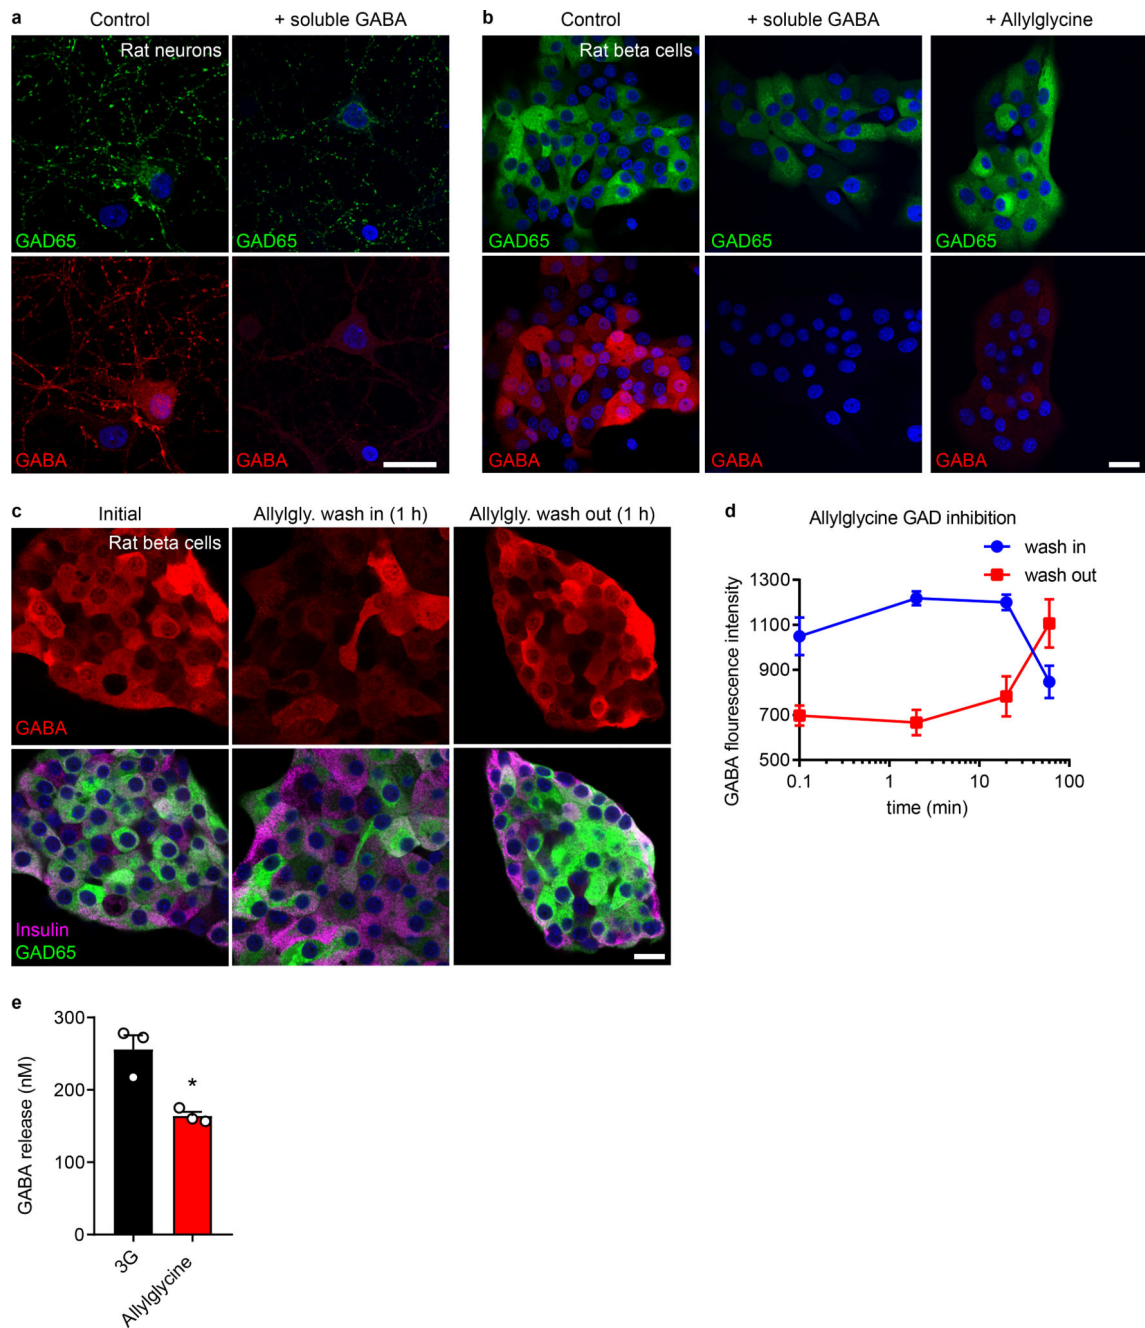 a
Control
+ soluble GABA
Rat neurons
GAD65
GAD65
GABA
GABA
b
Control
+ soluble GABA
+ Allylglycine
Rat beta cells
GAD65
GAD65
GAD65
GABA
GABA
GABA
c
Initial
Allylgly. wash in (1 h)
Allylgly. wash out (1 h)
Rat beta cells
GABA
Insulin
GAD65
d
Allylglycine GAD inhibition
wash in
wash out
GABA flourescence intensity
1300
1100
900
700
500
0.1
1
10
100
time (min)
e
GABA release (nM)
300
200
100
0
*
3G
Allylglycine